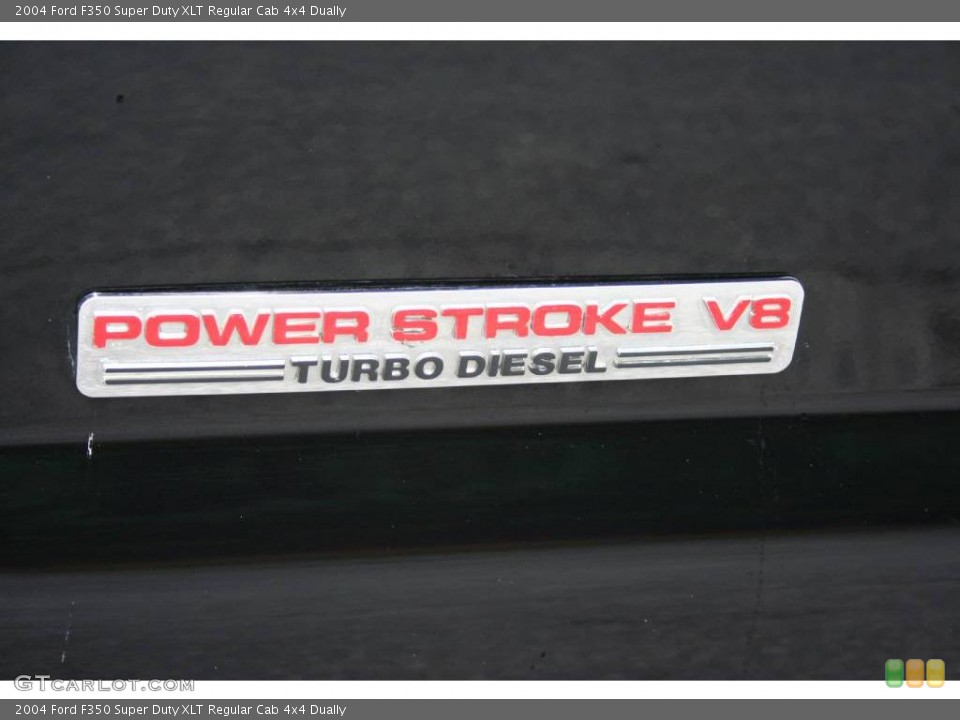 2004 Ford F350 Super Duty XLT Regular Cab 4x4 Dually
POWER STROKE V8
TURBO DIESEL
GTCARLOT.COM
2004 Ford F350 Super Duty XLT Regular Cab 4x4 Dually